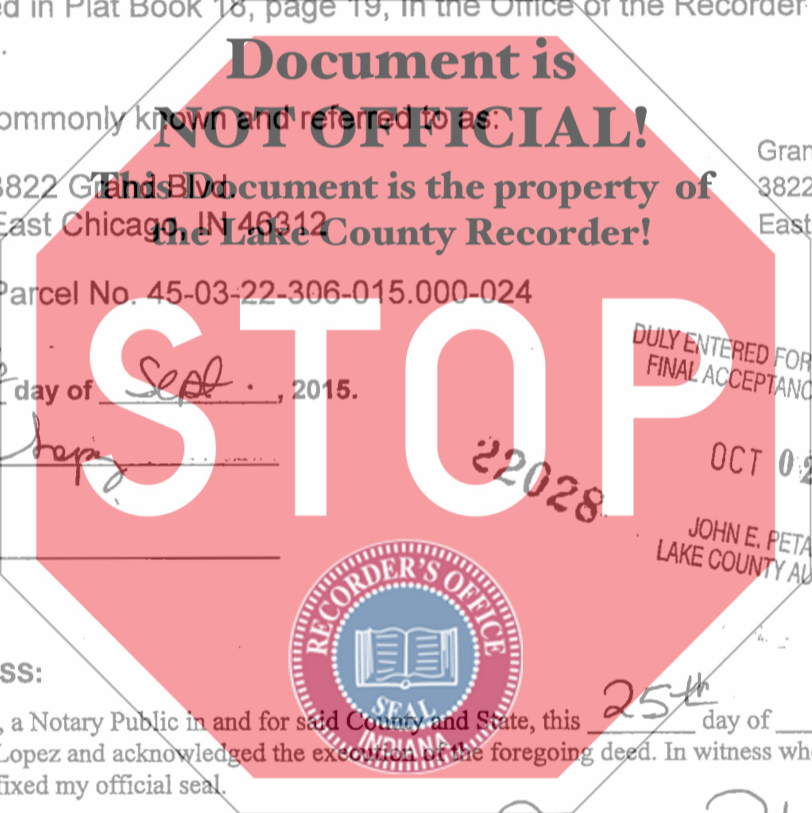 ed in Plat Book 18, page 19, in the Office of the Recorder
Document is
NOT OFFICIAL!
ommonly known and referred to as:
This Document is the property of
the Lake County Recorder!
3822 Grand Blvd.
East Chicago, IN 46312
Gran
3822
East
Parcel No. 45-03-22-306-015.000-024
STOP
DULY ENTERED FOR
FINAL ACCEPTANC
day of Sept. , 2015.
22028
OCT 02
JOHN E. PETA
LAKE COUNTY AU
RECORDER'S OFFICE
SEAL
INDIANA
SS:
, a Notary Public in and for said County and State, this 25th day of
Lopez and acknowledged the execution of the foregoing deed. In witness whe
fixed my official seal.